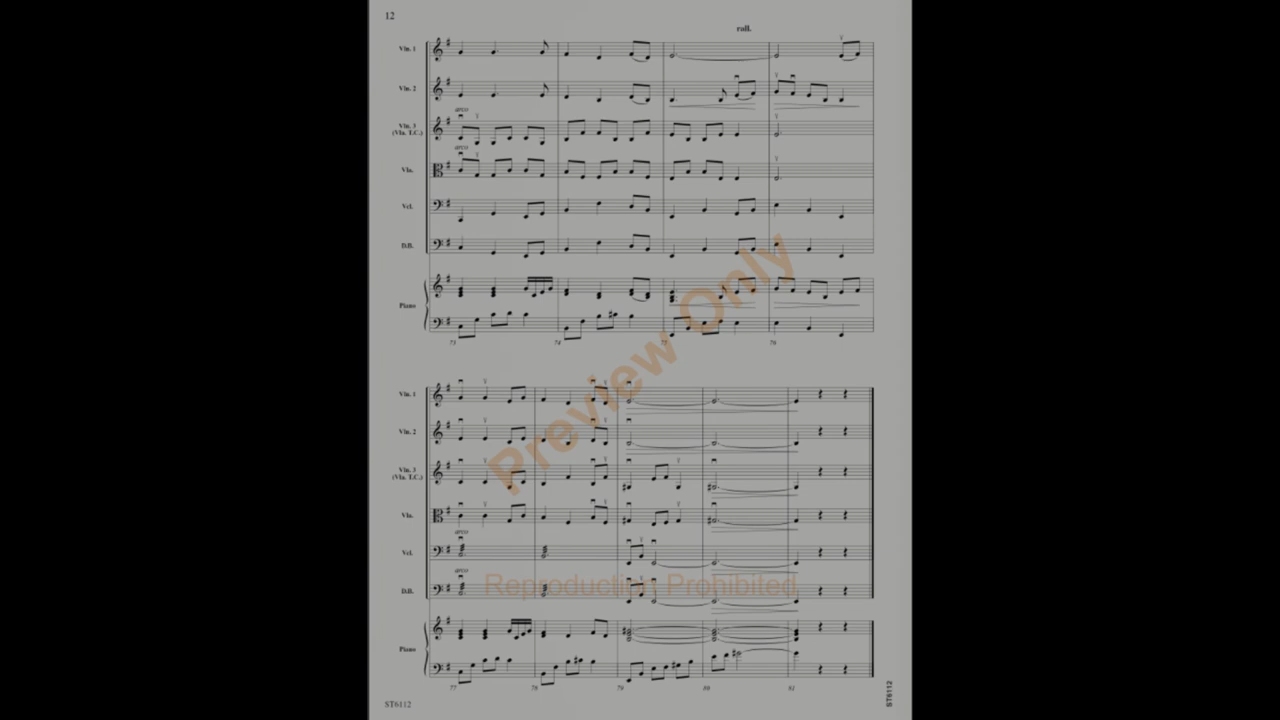 12
roll.
Vln. 1
Vln. 2
arco
Vln. 3
(Vla. T.C.)
arco
Vla.
Vcl.
D.B.
Piano
73 74 75 76
Preview Only
Vln. 1
Vln. 2
Vln. 3
(Vla. T.C.)
Vla.
arco
Vcl.
arco
D.B.
Reproduction Prohibited
Piano
77 78 79 80 81
ST6112
ST6112